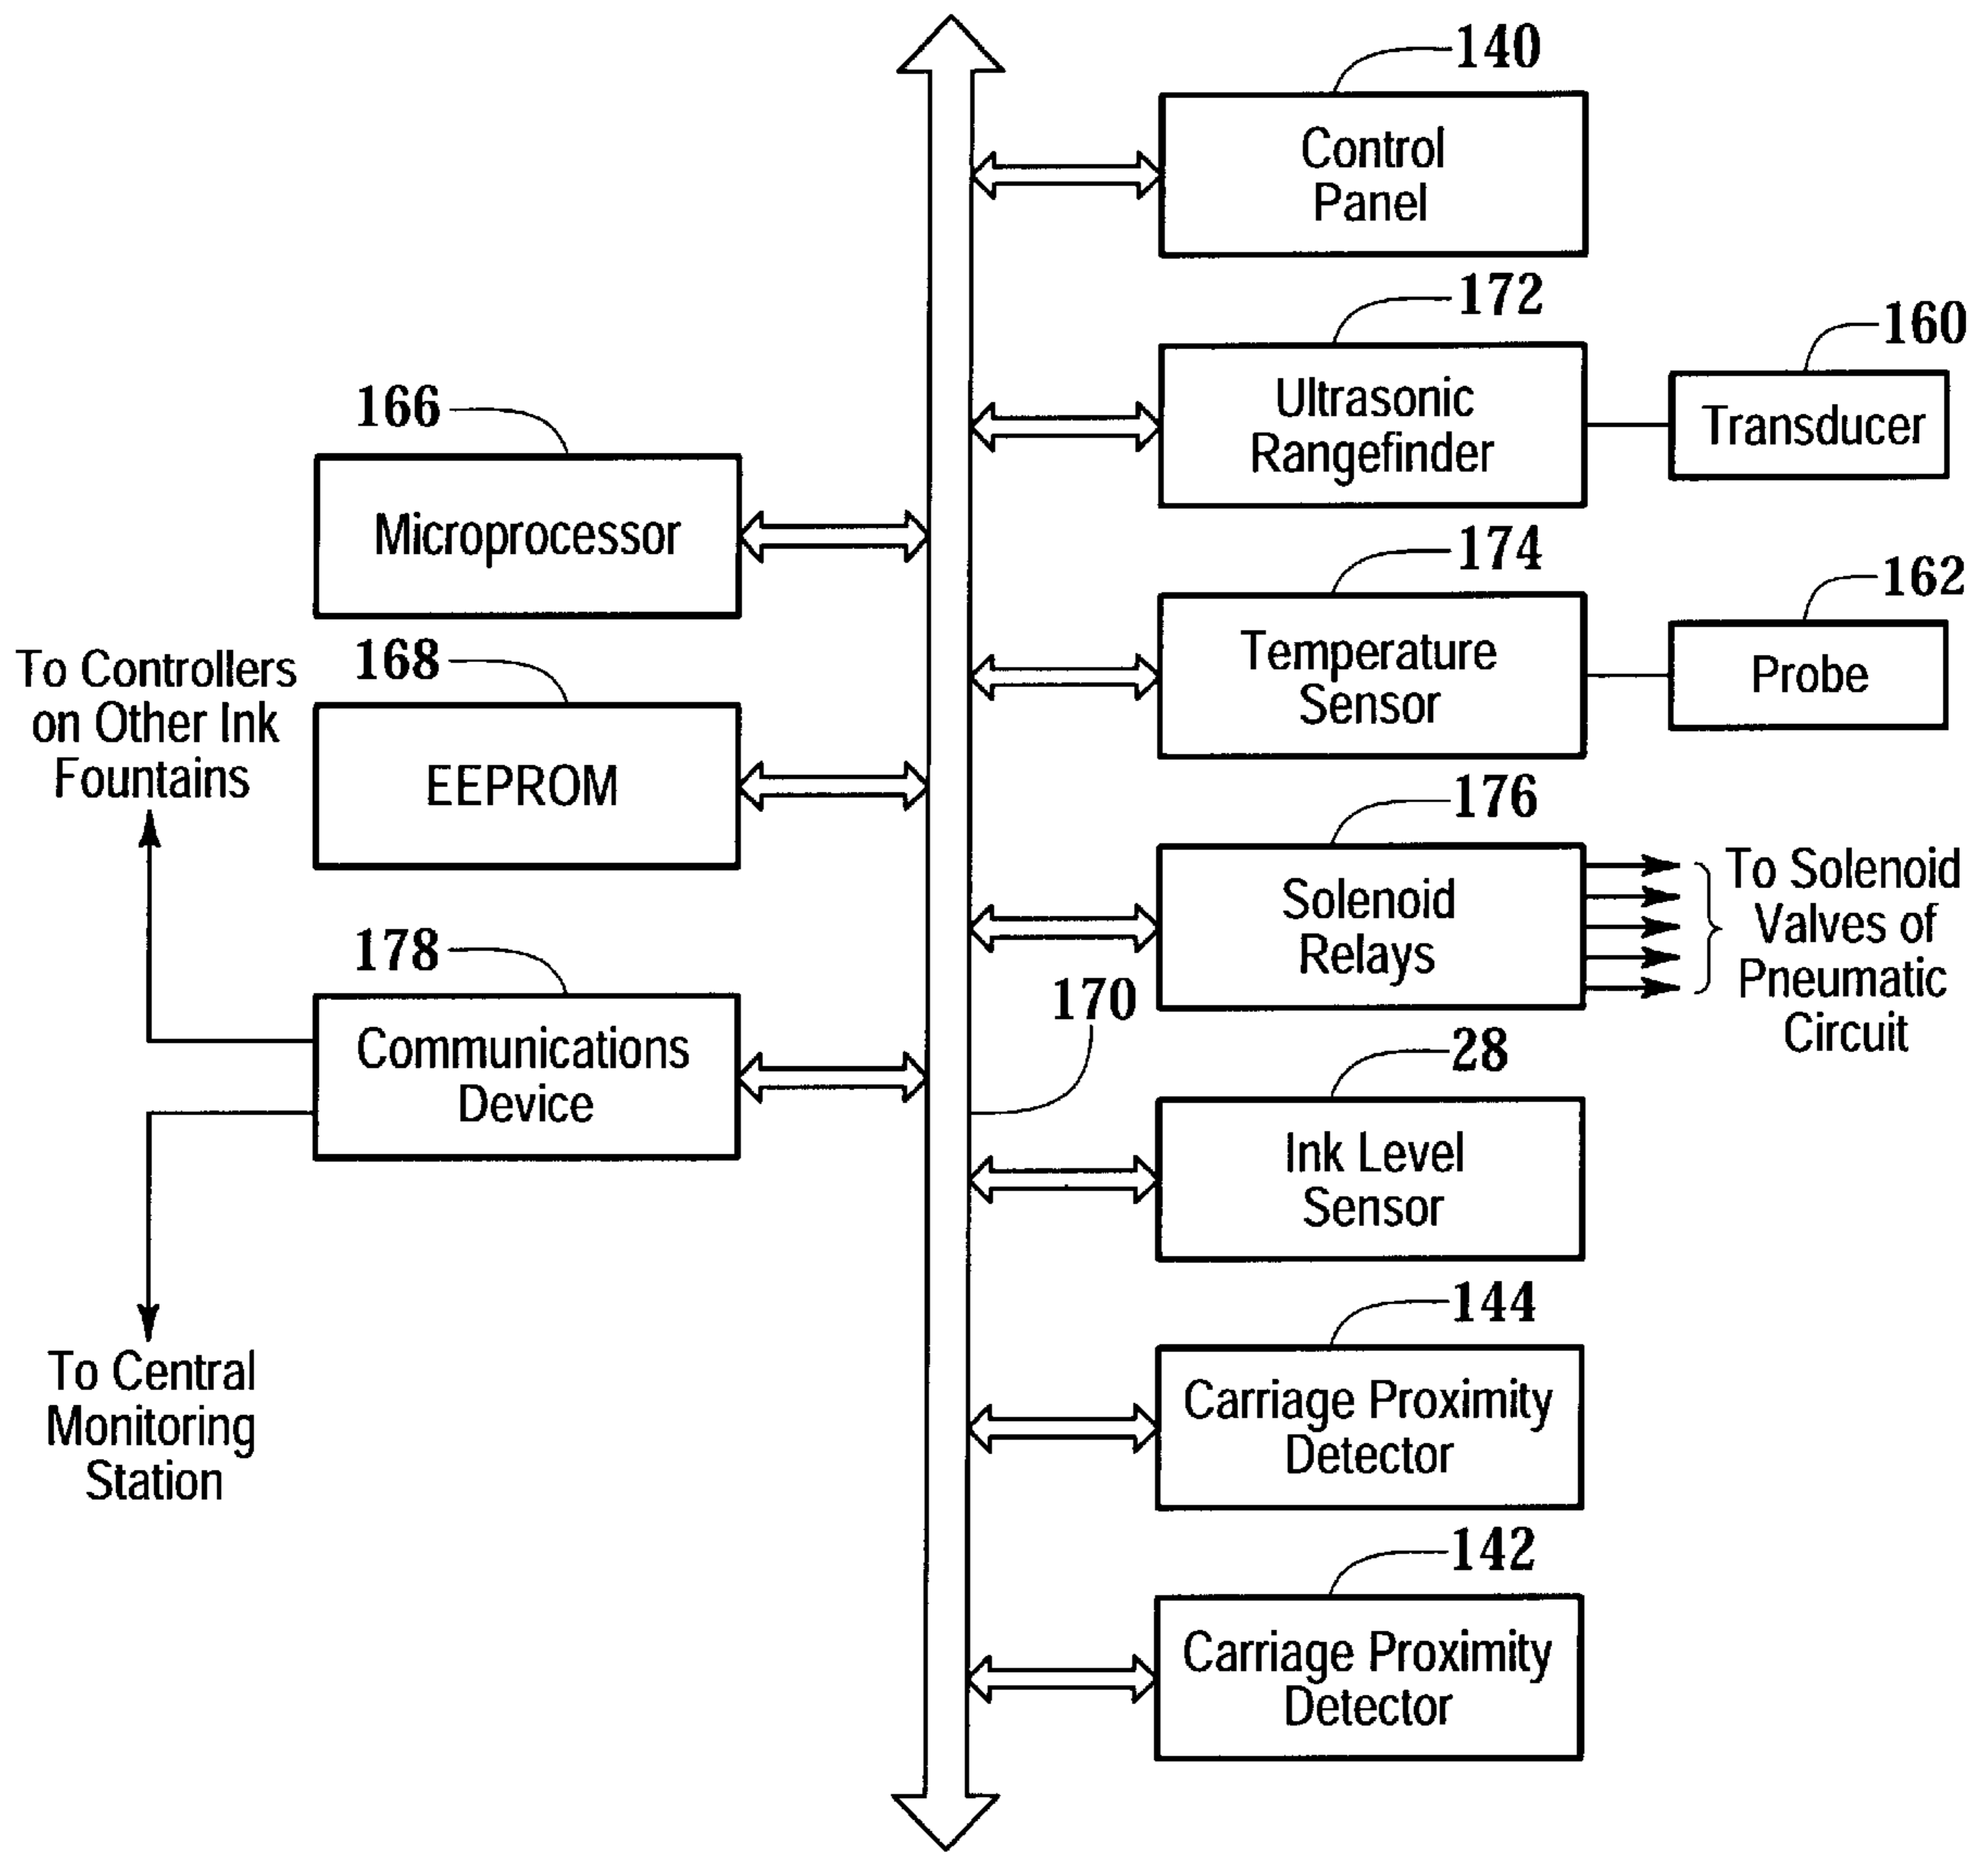 140
Control
Panel
172
Ultrasonic
Rangefinder
160
Transducer
166
Microprocessor
174
Temperature
Sensor
162
Probe
168
EEPROM
To Controllers
on Other Ink
Fountains
176
Solenoid
Relays
To Solenoid
Valves of
Pneumatic
Circuit
178
Communications
Device
170
28
Ink Level
Sensor
To Central
Monitoring
Station
144
Carriage Proximity
Detector
142
Carriage Proximity
Detector